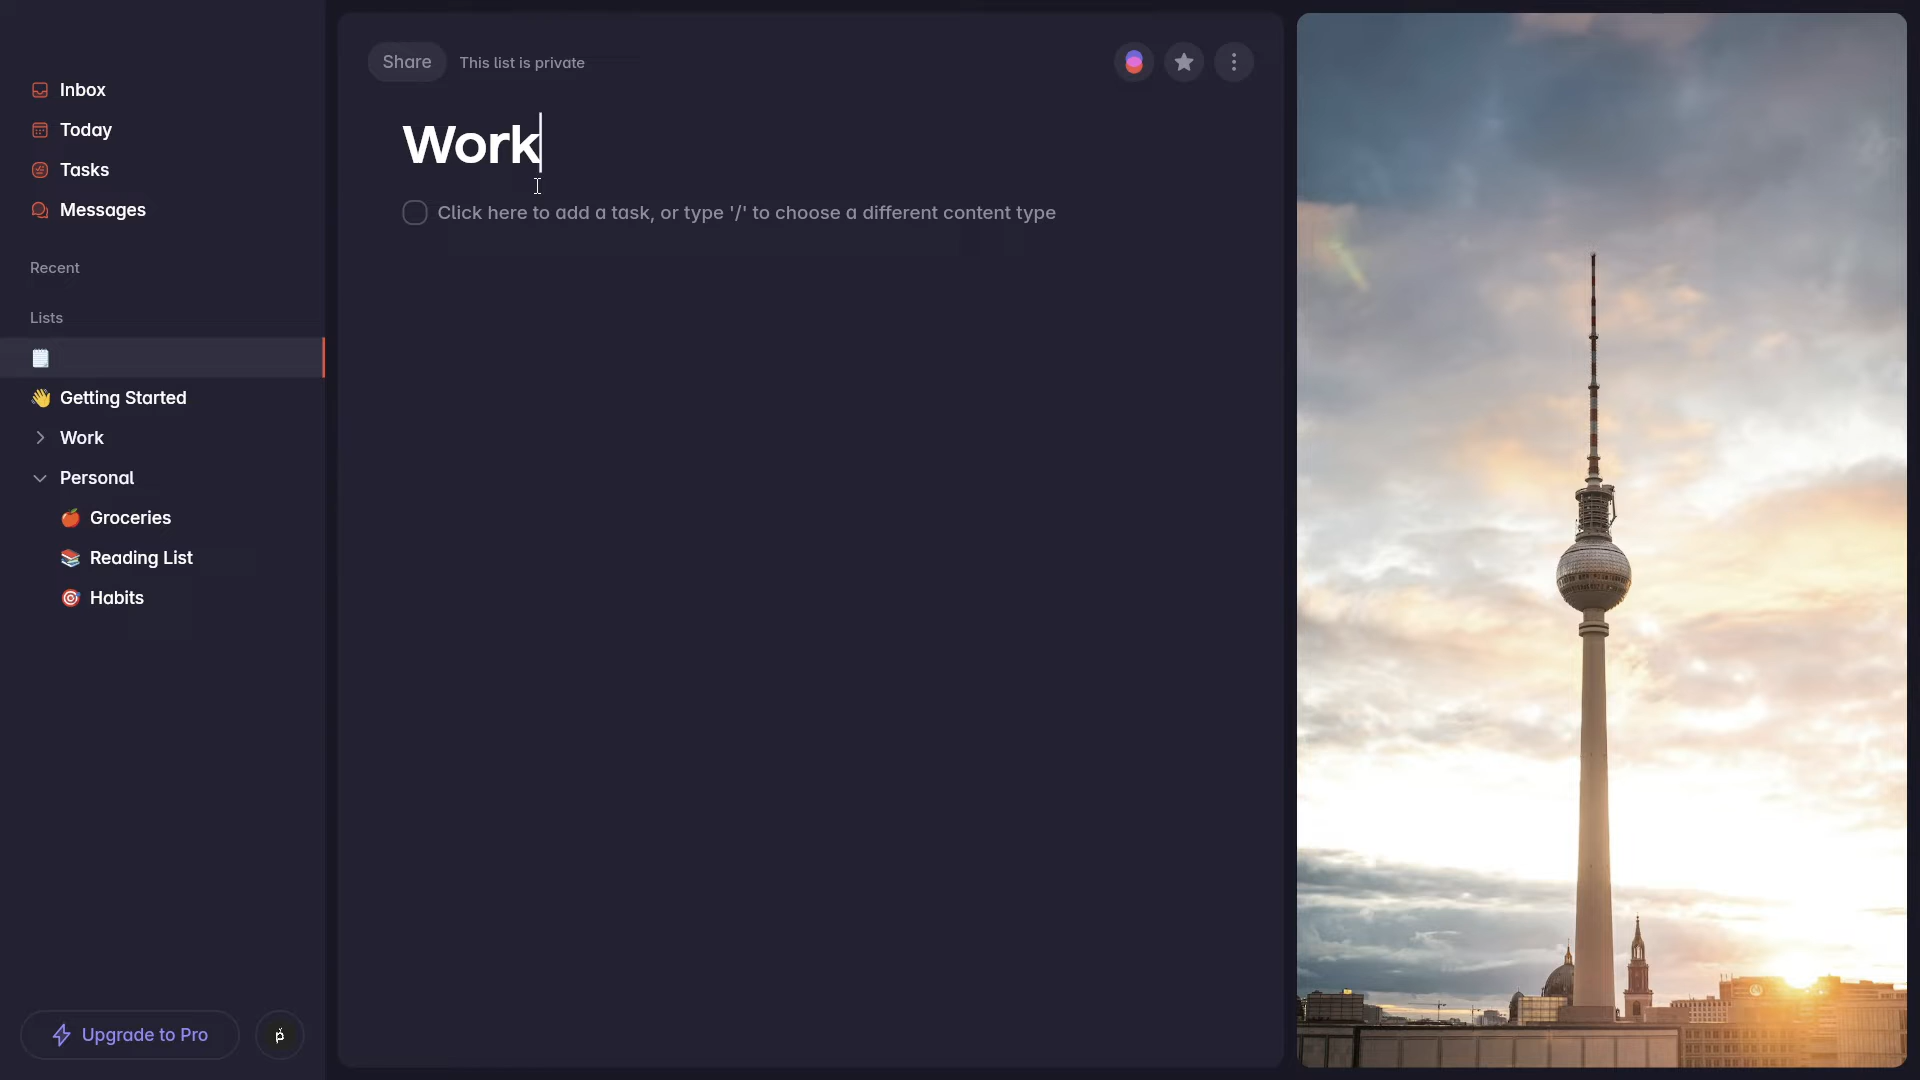 Inbox
Today
Tasks
Messages
Recent
Lists
Getting Started
Work
Personal
Groceries
Reading List
Habits
Upgrade to Pro
Share
This list is private
Work
Click here to add a task, or type '/' to choose a different content type